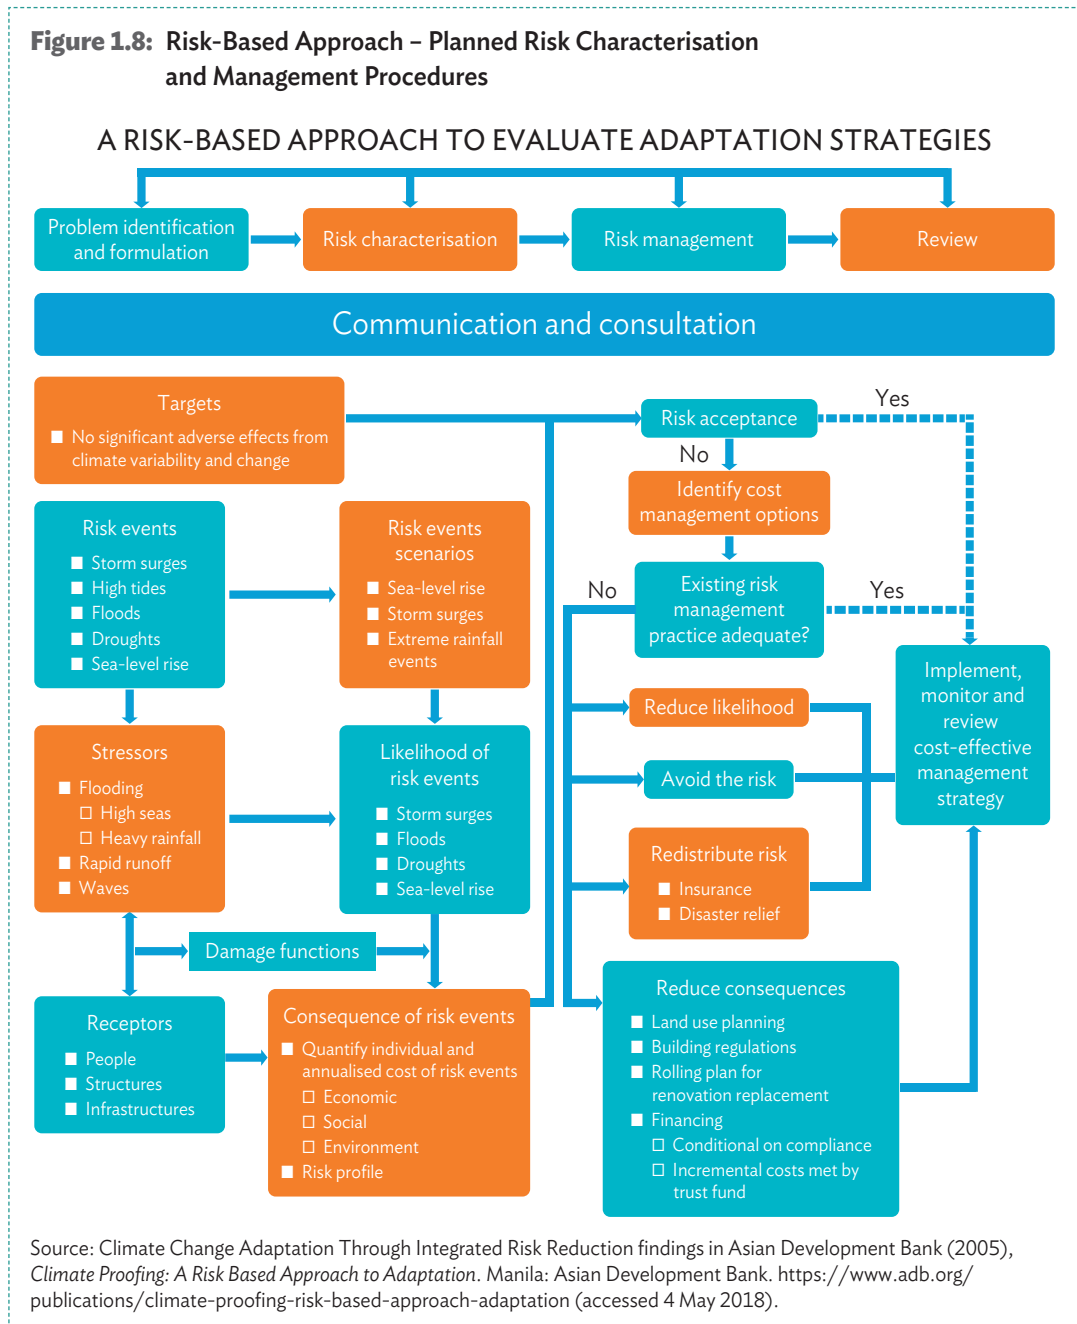 Figure 1.8: Risk-Based Approach – Planned Risk Characterisation
and Management Procedures
A RISK-BASED APPROACH TO EVALUATE ADAPTATION STRATEGIES
Problem identification
and formulation
Risk characterisation
Risk management
Review
Communication and consultation
Targets
■ No significant adverse effects from
climate variability and change
Risk acceptance
Yes
No
Identify cost
management options
Existing risk
management
practice adequate?
No
Yes
Risk events
■ Storm surges
■ High tides
■ Floods
■ Droughts
■ Sea-level rise
Risk events
scenarios
■ Sea-level rise
■ Storm surges
■ Extreme rainfall
events
Stressors
■ Flooding
□ High seas
□ Heavy rainfall
■ Rapid runoff
■ Waves
Likelihood of
risk events
■ Storm surges
■ Floods
■ Droughts
■ Sea-level rise
Damage functions
Receptors
■ People
■ Structures
■ Infrastructures
Consequence of risk events
■ Quantify individual and
annualised cost of risk events
□ Economic
□ Social
□ Environment
■ Risk profile
Reduce likelihood
Avoid the risk
Redistribute risk
■ Insurance
■ Disaster relief
Reduce consequences
■ Land use planning
■ Building regulations
■ Rolling plan for
renovation replacement
■ Financing
□ Conditional on compliance
□ Incremental costs met by
trust fund
Implement,
monitor and
review
cost-effective
management
strategy
Source: Climate Change Adaptation Through Integrated Risk Reduction findings in Asian Development Bank (2005),
Climate Proofing: A Risk Based Approach to Adaptation. Manila: Asian Development Bank. https://www.adb.org/
publications/climate-proofing-risk-based-approach-adaptation (accessed 4 May 2018).